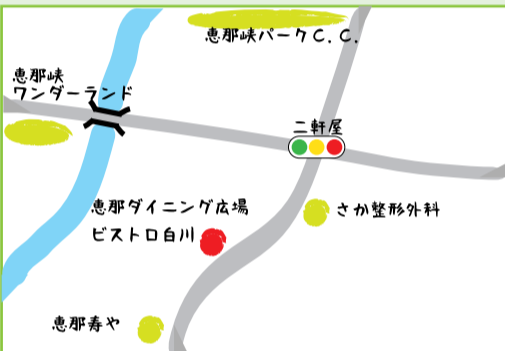 恵那峡パークC.C.
恵那峡
ワンダーランド
二軒屋
恵那ダイニング広場
ビストロ白川
さか整形外科
恵那寿や